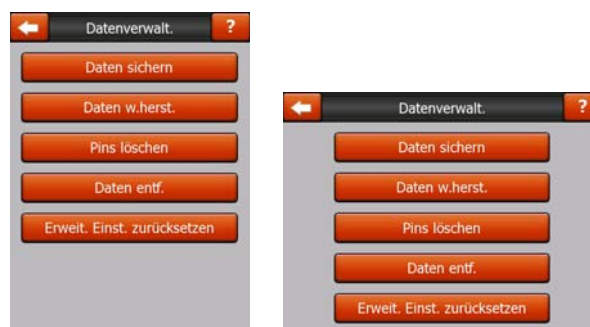 Datenverwalt.
?
Daten sichern
Daten w.herst.
Pins löschen
Daten entf.
Erweit. Einst. zurücksetzen
Datenverwalt.
?
Daten sichern
Daten w.herst.
Pins löschen
Daten entf.
Erweit. Einst. zurücksetzen